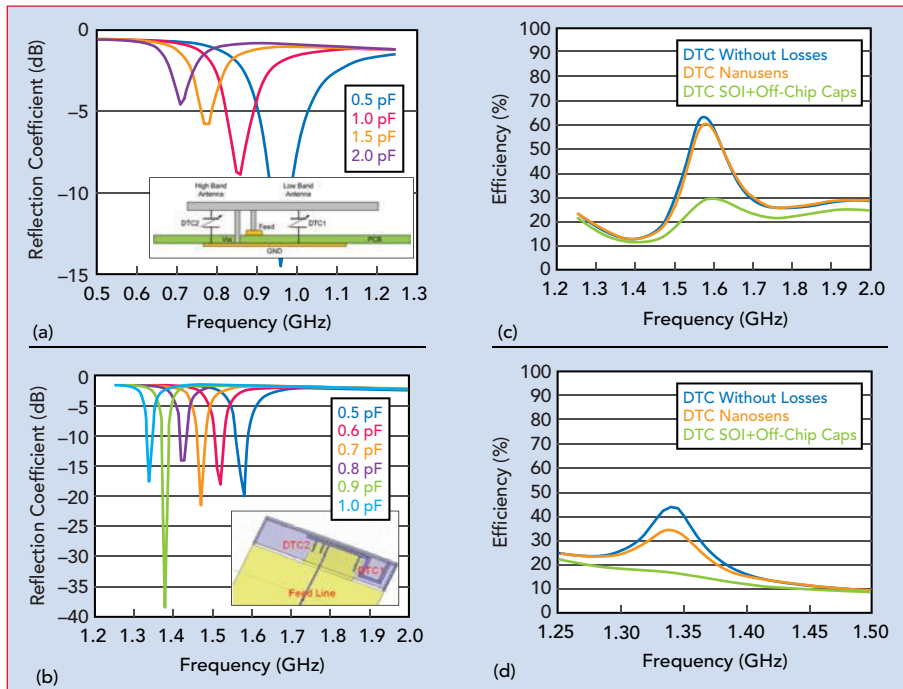 (a)
Reflection Coefficient (dB)
0
–5
–10
–15
0.5 0.6 0.7 0.8 0.9 1.0 1.1 1.2 1.3
Frequency (GHz)
0.5 pF
1.0 pF
1.5 pF
2.0 pF
High Band
Antenna
Low Band
Antenna
DTC2
Feed
DTC1
Via
PCB
GND
(b)
Reflection Coefficient (dB)
0
–5
–10
–15
–20
–25
–30
–35
–40
1.2 1.3 1.4 1.5 1.6 1.7 1.8 1.9 2.0
Frequency (GHz)
0.5 pF
0.6 pF
0.7 pF
0.8 pF
0.9 pF
1.0 pF
DTC2
DTC1
Feed Line
(c)
Efficiency (%)
100
90
80
70
60
50
40
30
20
10
0
1.2 1.3 1.4 1.5 1.6 1.7 1.8 1.9 2.0
Frequency (GHz)
DTC Without Losses
DTC Nanusens
DTC SOI+Off-Chip Caps
(d)
Efficiency (%)
100
90
80
70
60
50
40
30
20
10
0
1.25 1.30 1.35 1.40 1.45 1.50
Frequency (GHz)
DTC Without Losses
DTC Nanosens
DTC SOI+Off-Chip Caps